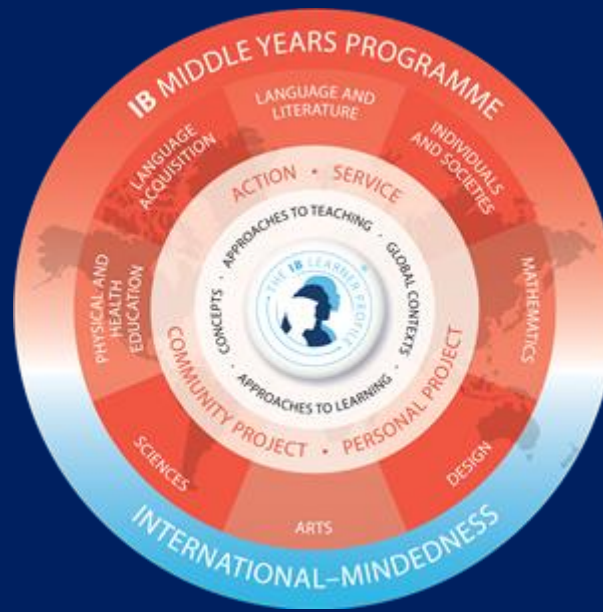 IB MIDDLE YEARS PROGRAMME
LANGUAGE AND
LITERATURE
INDIVIDUALS
AND SOCIETIES
MATHEMATICS
DESIGN
ARTS
SCIENCES
PHYSICAL AND
HEALTH
EDUCATION
LANGUAGE
ACQUISITION
ACTION • SERVICE
PERSONAL PROJECT •
COMMUNITY PROJECT
APPROACHES TO TEACHING ·
GLOBAL CONTEXTS ·
APPROACHES TO LEARNING ·
CONCEPTS ·
• THE IB LEARNER PROFILE •
®
INTERNATIONAL–MINDEDNESS